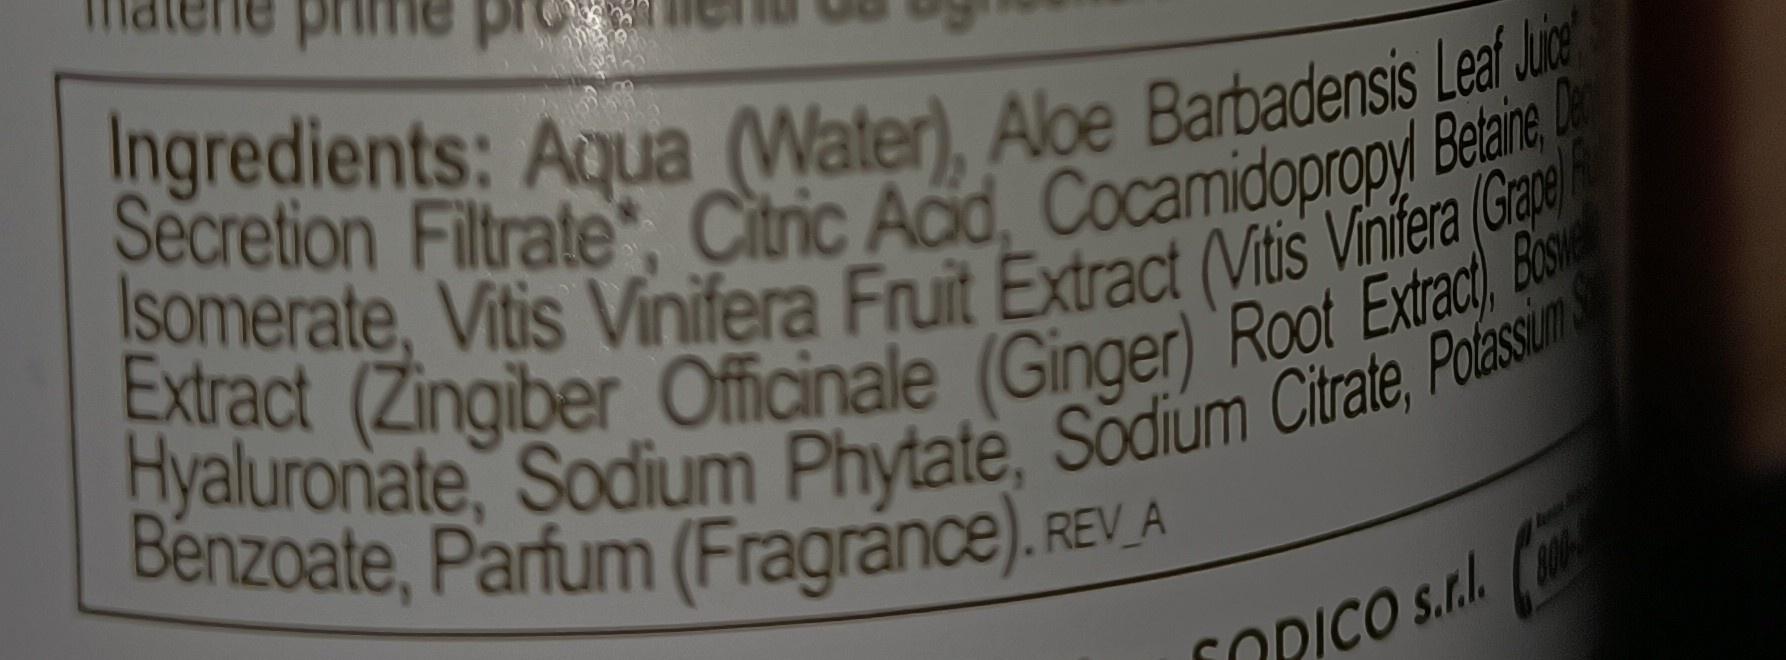 materie prime
Ingredients: Aqua (Water), Aloe Barbadensis Leaf Juice*,
Secretion Filtrate*, Citric Acid, Cocamidopropyl Betaine,
Isomerate, Vitis Vinifera Fruit Extract (Vitis Vinifera (Grape)
Extract (Zingiber Officinale (Ginger) Root Extract),
Hyaluronate, Sodium Phytate, Sodium Citrate, Potassium
Benzoate, Parfum (Fragrance). REV_A
SODICO s.r.l.